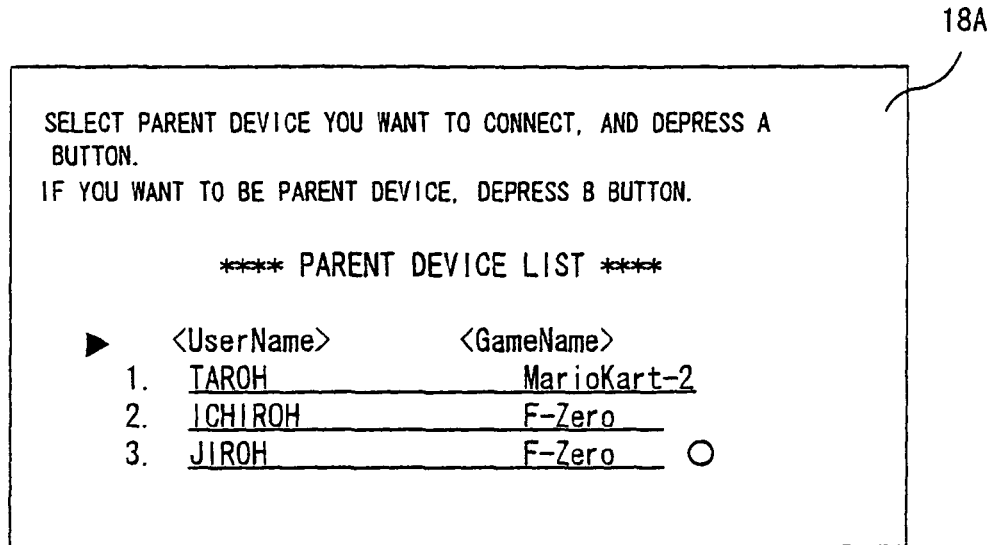 18A
SELECT PARENT DEVICE YOU WANT TO CONNECT, AND DEPRESS A
BUTTON.
IF YOU WANT TO BE PARENT DEVICE, DEPRESS B BUTTON.
**** PARENT DEVICE LIST ****
▶ <UserName> <GameName>
1. TAROH MarioKart-2
2. ICHIROH F-Zero
3. JIROH F-Zero ○